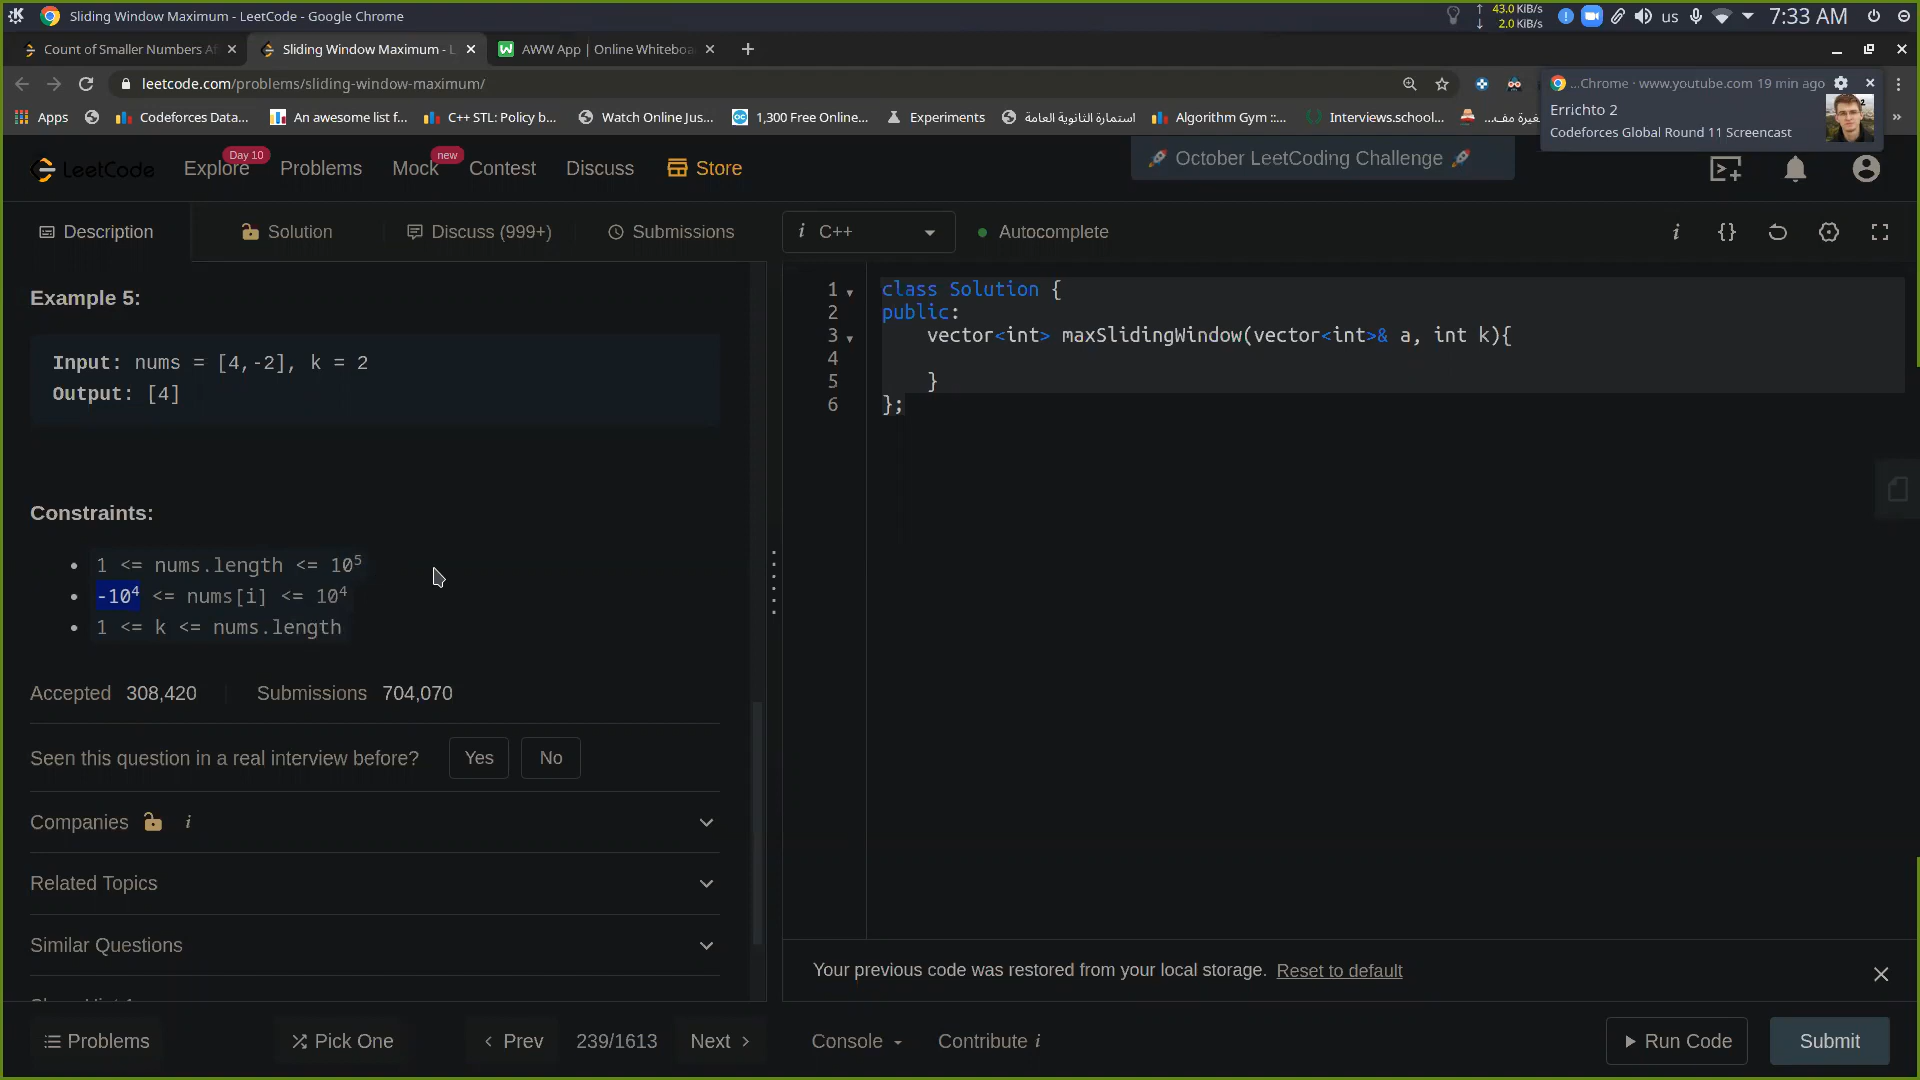 Sliding Window Maximum - LeetCode - Google Chrome
43.0 KiB/s
2.0 KiB/s
us
7:33 AM
Count of Smaller Numbers Af
Sliding Window Maximum - L
AWW App | Online Whiteboa
leetcode.com/problems/sliding-window-maximum/
...Chrome · www.youtube.com 19 min ago
Errichto 2
Codeforces Global Round 11 Screencast
Apps
Codeforces Data...
An awesome list f...
C++ STL: Policy b...
Watch Online Jus...
1,300 Free Online...
Experiments
استمارة الثانوية العامة
Algorithm Gym ::...
Interviews.school...
LeetCode
Explore
Day 10
Problems
Mock
new
Contest
Discuss
Store
October LeetCoding Challenge
Description
Solution
Discuss (999+)
Submissions
i C++
Autocomplete
Example 5:
Input: nums = [4,-2], k = 2
Output: [4]
Constraints:
1 <= nums.length <= 10⁵
-10⁴ <= nums[i] <= 10⁴
1 <= k <= nums.length
Accepted 308,420
Submissions 704,070
Seen this question in a real interview before?
Yes
No
Companies i
Related Topics
Similar Questions
1 class Solution {
2 public:
3 vector<int> maxSlidingWindow(vector<int>& a, int k){
4
5 }
6 };
Your previous code was restored from your local storage. Reset to default
Problems
Pick One
Prev
239/1613
Next
Console
Contribute i
Run Code
Submit